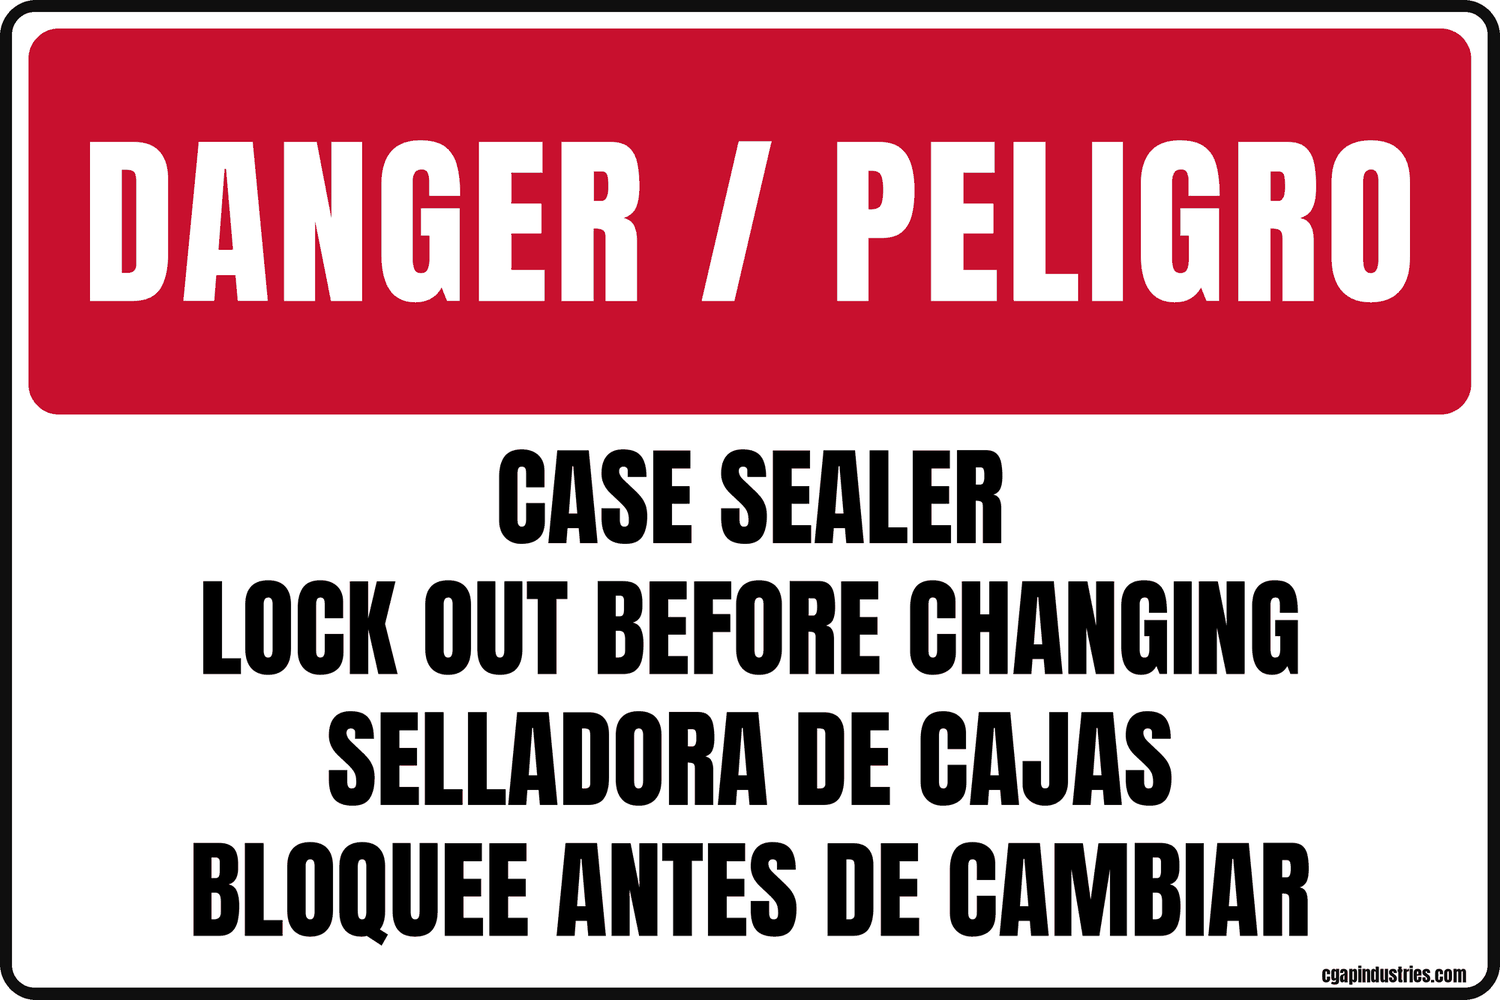 DANGER / PELIGRO
CASE SEALER
LOCK OUT BEFORE CHANGING
SELLADORA DE CAJAS
BLOQUEE ANTES DE CAMBIAR
cgapindustries.com